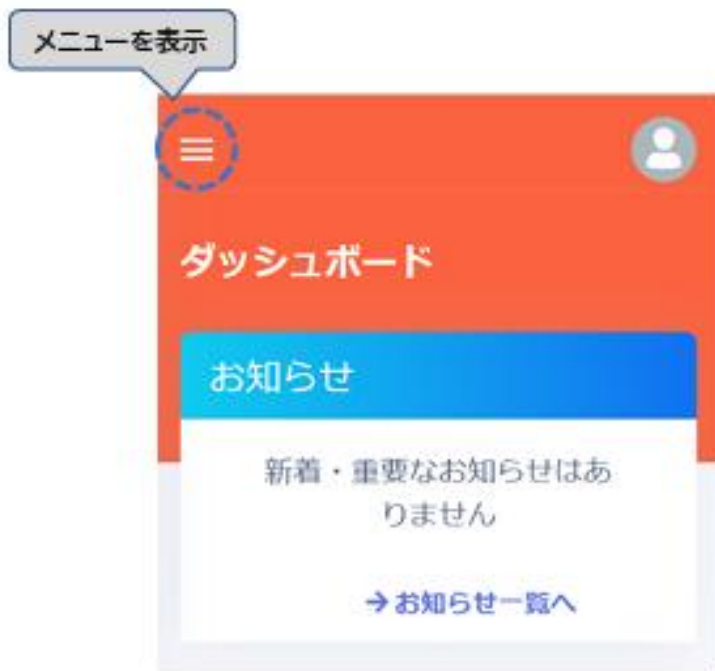 メニューを表示
ダッシュボード
お知らせ
新着・重要なお知らせはあ
りません
→お知らせ一覧へ